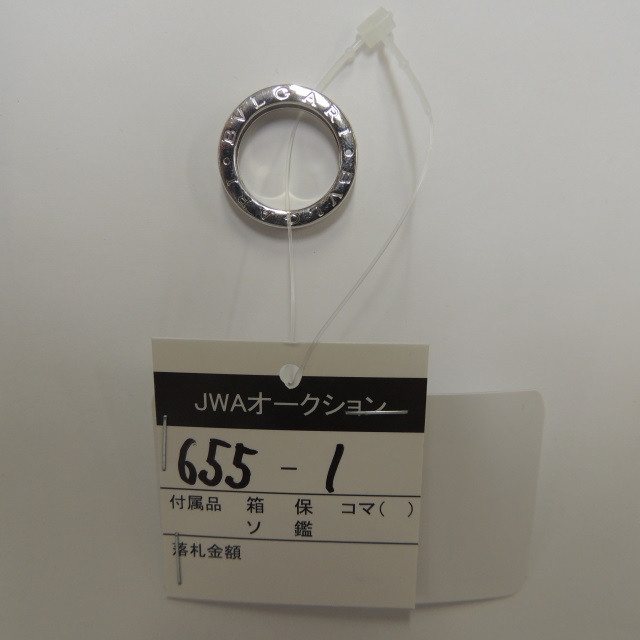 BVLGARI
BVLGARI
JWAオークション
655 - 1
付属品 箱 保 コマ( )
ソ 鑑
落札金額